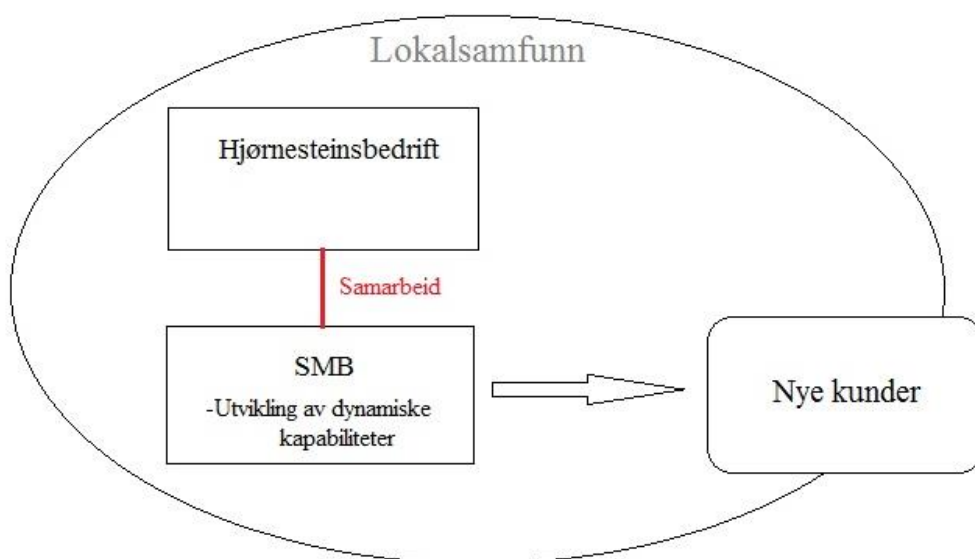 Lokalsamfunn
Hjørnesteinsbedrift
Samarbeid
SMB
-Utvikling av dynamiske
kapabiliteter
Nye kunder